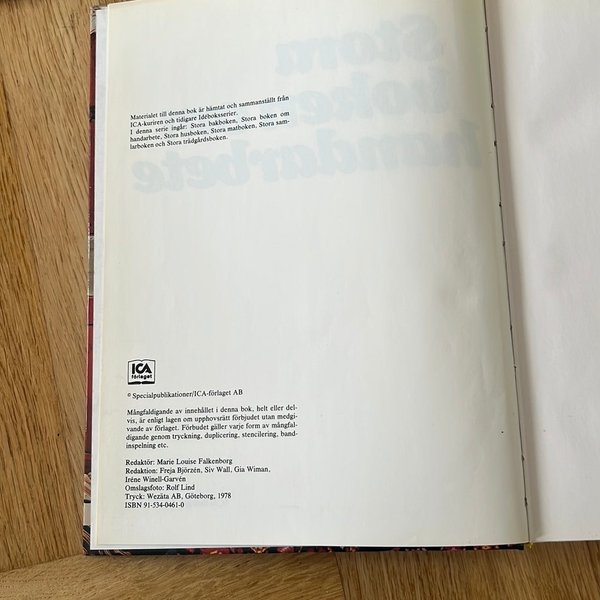 Stora
boken
handarbete
Materialet till denna bok är hämtat och sammanställt från
ICA-kuriren och tidigare Idéboksserier.
I denna serie ingår: Stora bakboken, Stora boken om
handarbete, Stora husboken, Stora matboken, Stora sam-
larboken och Stora trädgårdsboken.
ICA
förlaget
© Specialpublikationer/ICA-förlaget AB
Mångfaldigande av innehållet i denna bok, helt eller del-
vis, är enligt lagen om upphovsrätt förbjudet utan medgi-
vande av förlaget. Förbudet gäller varje form av mångfal-
digande genom tryckning, duplicering, stencilering, band-
inspelning etc.
Redaktör: Marie Louise Falkenborg
Redaktion: Freja Björzén, Siv Wall, Gia Wiman,
Iréne Winell-Garvén
Omslagsfoto: Rolf Lind
Tryck: Wezäta AB, Göteborg, 1978
ISBN 91-534-0461-0